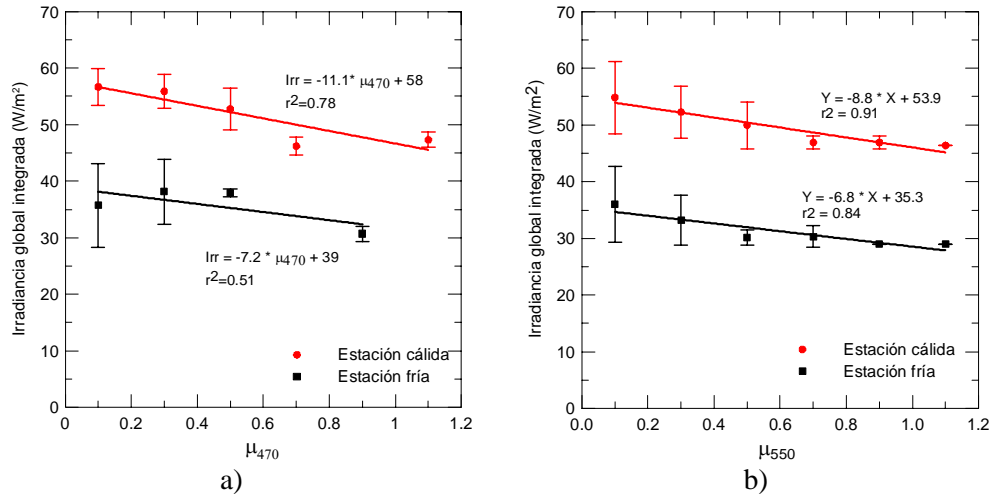 70
60
50
40
30
20
10
0
Irradiancia global integrada (W/m²)
Irr = -11.1* μ470 + 58
r²=0.78
Irr = -7.2 * μ470 + 39
r²=0.51
Estación cálida
Estación fría
0.0 0.2 0.4 0.6 0.8 1.0 1.2
μ470
a)
70
60
50
40
30
20
10
0
Irradiancia global integrada (W/m²)
Y = -8.8 * X + 53.9
r2 = 0.91
Y = -6.8 * X + 35.3
r2 = 0.84
Estación cálida
Estación fría
0.0 0.2 0.4 0.6 0.8 1.0 1.2
μ550
b)